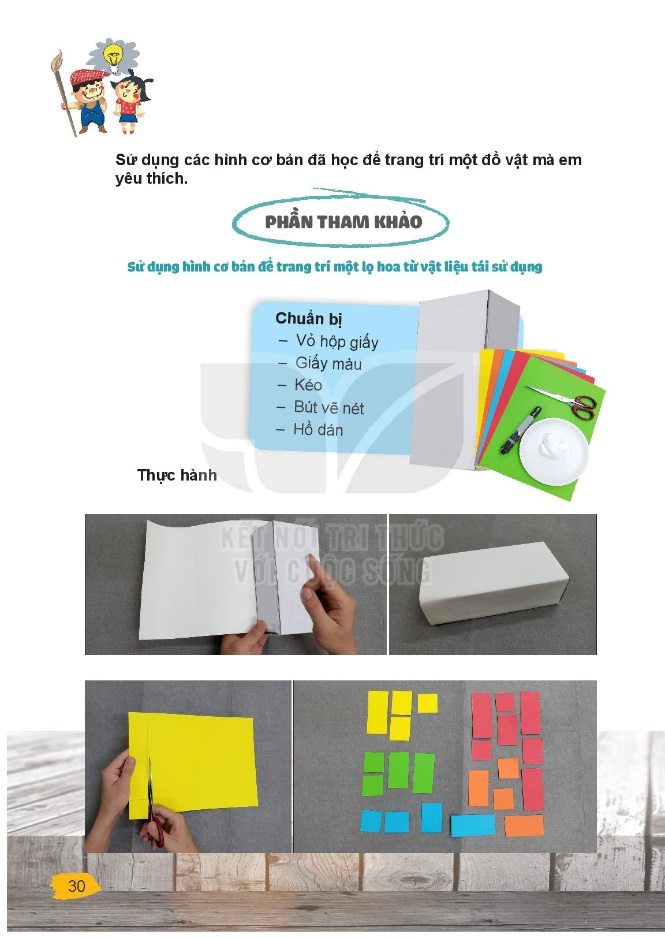 Sử dụng các hình cơ bản đã học để trang trí một đồ vật mà em
yêu thích.
PHẦN THAM KHẢO
Sử dụng hình cơ bản để trang trí một lọ hoa từ vật liệu tái sử dụng
Chuẩn bị
– Vỏ hộp giấy
– Giấy màu
– Kéo
– Bút vẽ nét
– Hồ dán
Thực hành
KẾT NỐI TRI THỨC
VỚI CUỘC SỐNG
30